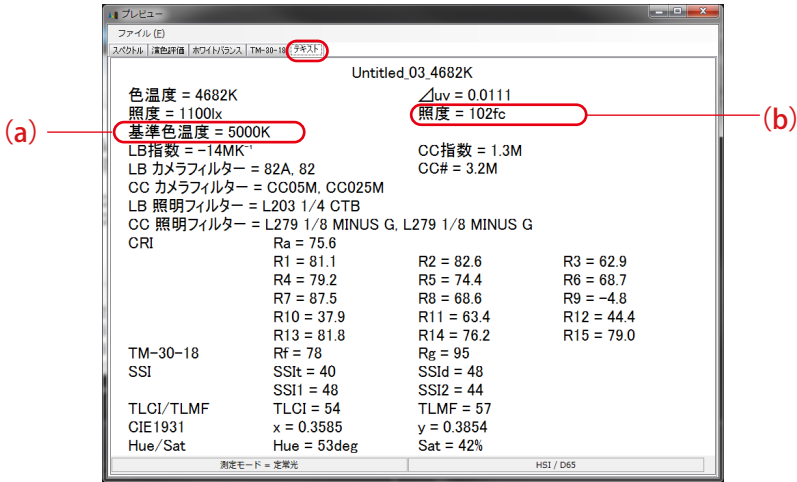 プレビュー
ファイル (F)
スペクトル 演色評価 ホワイトバランス TM-30-18 テキスト
Untitled_03_4682K
色温度 = 4682K ⊿uv = 0.0111
照度 = 1100lx 照度 = 102fc
(a) 基準色温度 = 5000K (b)
LB指数 = -14MK⁻¹ CC指数 = 1.3M
LB カメラフィルター = 82A, 82 CC# = 3.2M
CC カメラフィルター = CC05M, CC025M
LB 照明フィルター = L203 1/4 CTB
CC 照明フィルター = L279 1/8 MINUS G, L279 1/8 MINUS G
CRI Ra = 75.6
R1 = 81.1 R2 = 82.6 R3 = 62.9
R4 = 79.2 R5 = 74.4 R6 = 68.7
R7 = 87.5 R8 = 68.6 R9 = -4.8
R10 = 37.9 R11 = 63.4 R12 = 44.4
R13 = 81.8 R14 = 76.2 R15 = 79.0
TM-30-18 Rf = 78 Rg = 95
SSI SSIt = 40 SSId = 48
SSI1 = 48 SSI2 = 44
TLCI/TLMF TLCI = 54 TLMF = 57
CIE1931 x = 0.3585 y = 0.3854
Hue/Sat Hue = 53deg Sat = 42%
測定モード = 定常光 HSI / D65